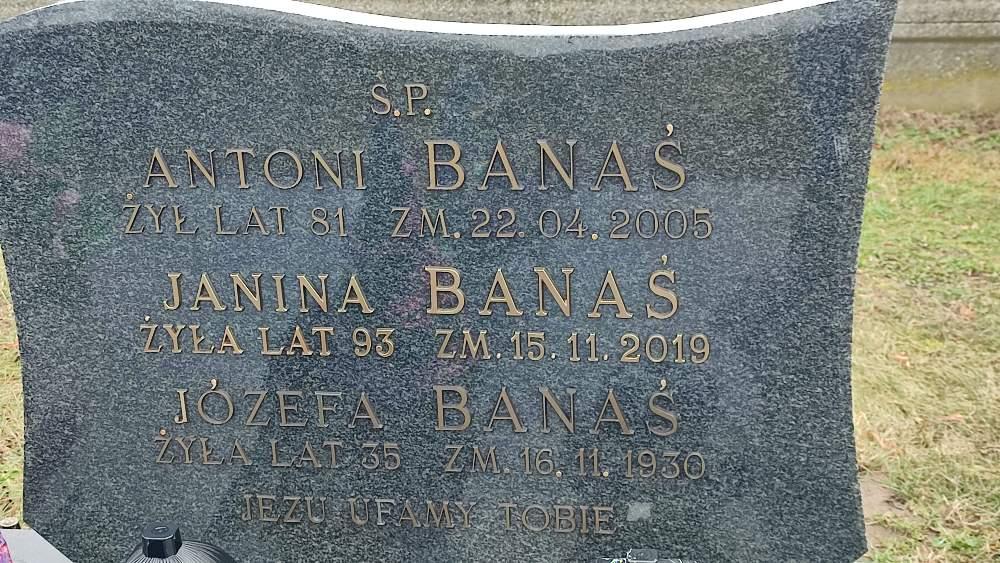 Ś.P.
ANTONI BANAŚ
ŻYŁ LAT 81 ZM. 22. 04. 2005
JANINA BANAŚ
ŻYŁA LAT 93 ZM. 15. 11. 2019
JÓZEFA BANAŚ
ŻYŁA LAT 35 ZM. 16. 11. 1930
JEZU UFAMY TOBIE